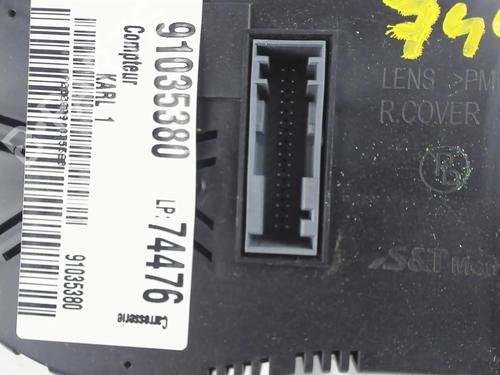 91035380
Compteur
KARL 1
LP: 74476
Carrosserie
91035380
LENS >PM
R.COVER
S&T Mo